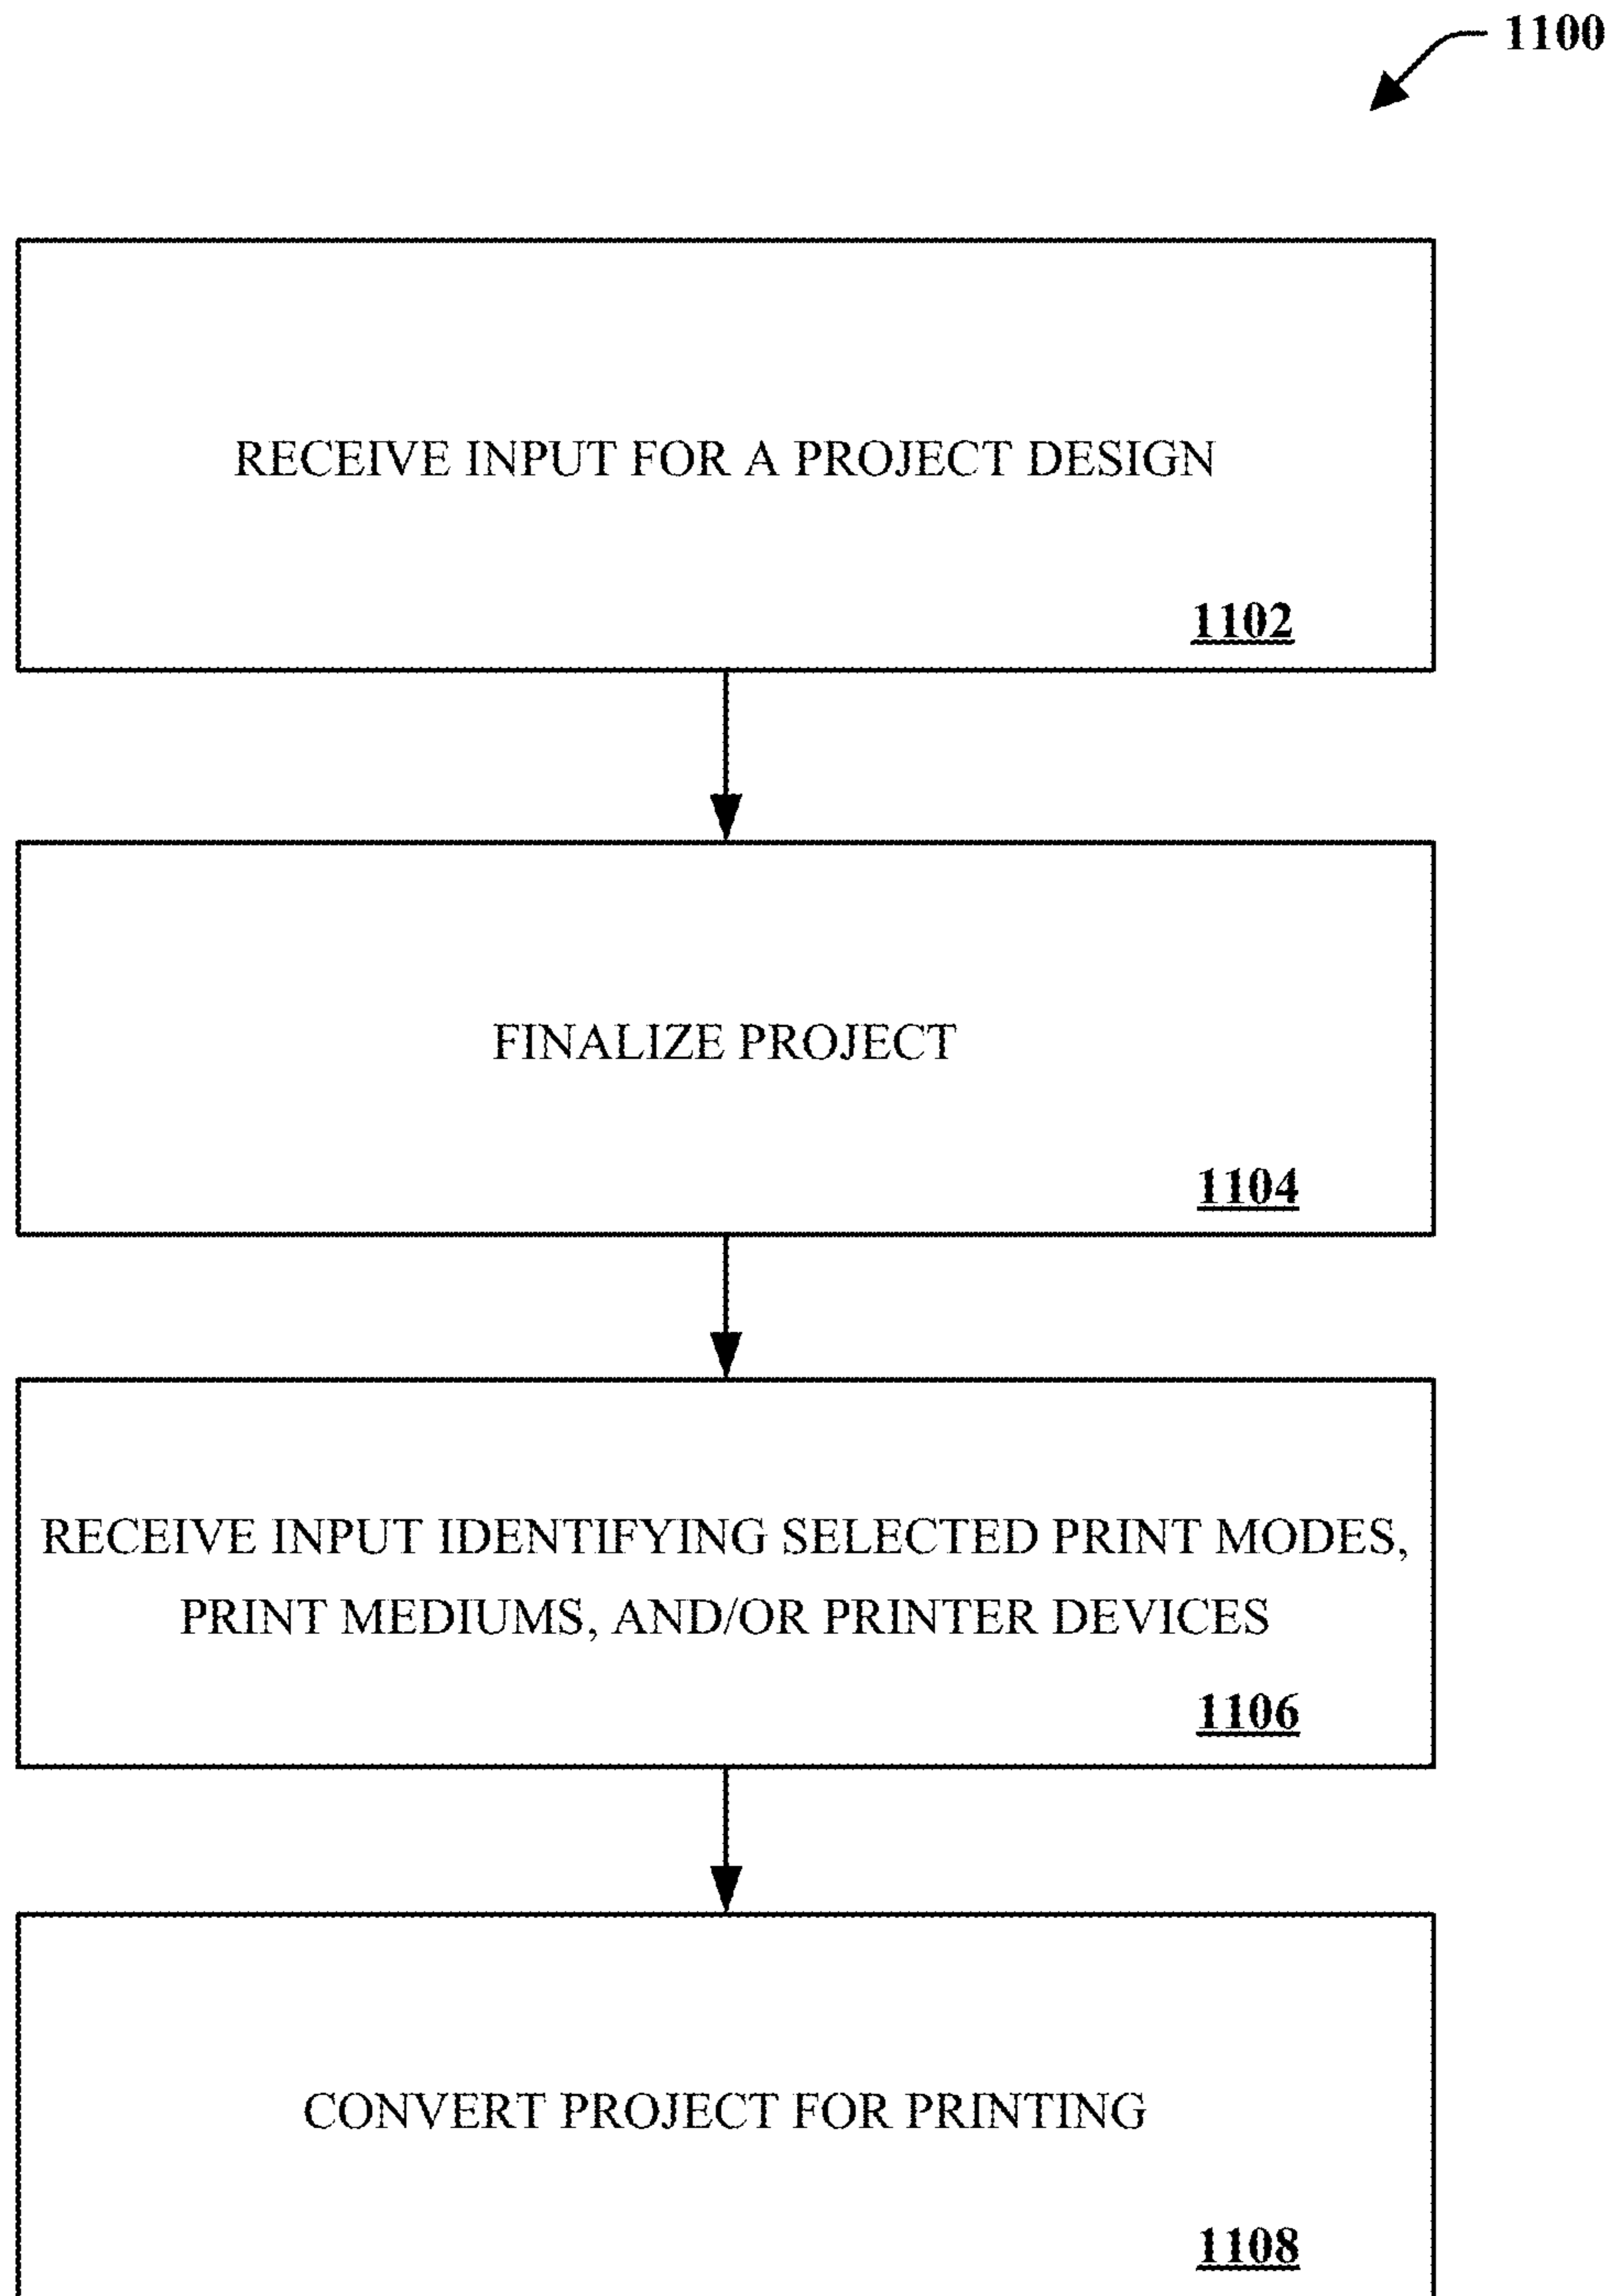 1100
RECEIVE INPUT FOR A PROJECT DESIGN
1102
FINALIZE PROJECT
1104
RECEIVE INPUT IDENTIFYING SELECTED PRINT MODES,
PRINT MEDIUMS, AND/OR PRINTER DEVICES
1106
CONVERT PROJECT FOR PRINTING
1108